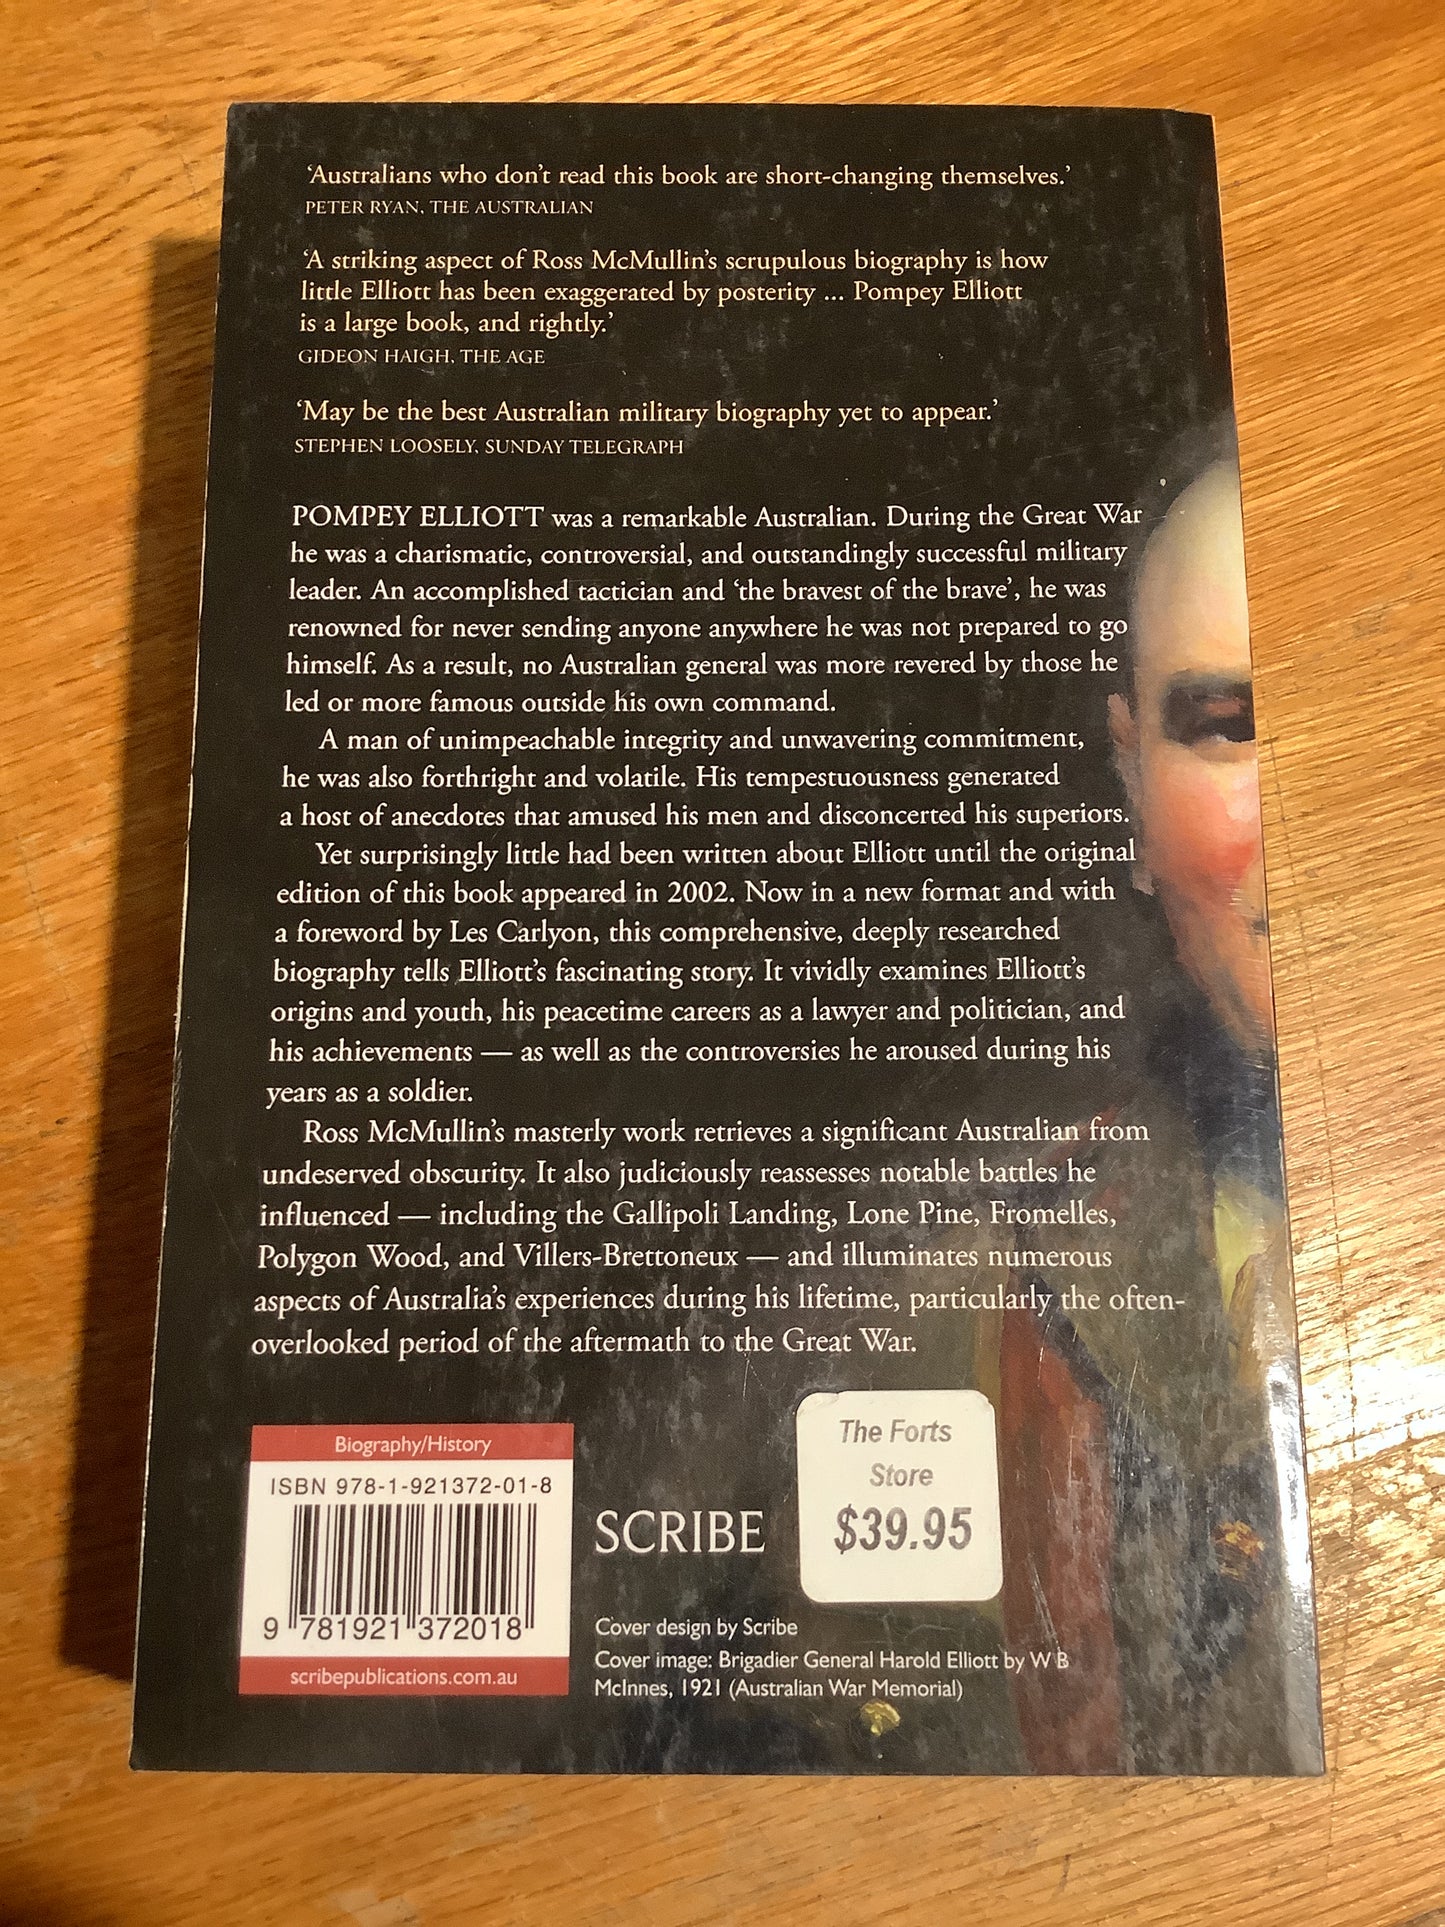 ‘Australians who don’t read this book are short-changing themselves.’
PETER RYAN, THE AUSTRALIAN
‘A striking aspect of Ross McMullin’s scrupulous biography is how
little Elliott has been exaggerated by posterity ... Pompey Elliott
is a large book, and rightly.’
GIDEON HAIGH, THE AGE
‘May be the best Australian military biography yet to appear.’
STEPHEN LOOSELY, SUNDAY TELEGRAPH
POMPEY ELLIOTT was a remarkable Australian. During the Great War
he was a charismatic, controversial, and outstandingly successful military
leader. An accomplished tactician and ‘the bravest of the brave’, he was
renowned for never sending anyone anywhere he was not prepared to go
himself. As a result, no Australian general was more revered by those he
led or more famous outside his own command.
A man of unimpeachable integrity and unwavering commitment,
he was also forthright and volatile. His tempestuousness generated
a host of anecdotes that amused his men and disconcerted his superiors.
Yet surprisingly little had been written about Elliott until the original
edition of this book appeared in 2002. Now in a new format and with
a foreword by Les Carlyon, this comprehensive, deeply researched
biography tells Elliott’s fascinating story. It vividly examines Elliott’s
origins and youth, his peacetime careers as a lawyer and politician, and
his achievements — as well as the controversies he aroused during his
years as a soldier.
Ross McMullin’s masterly work retrieves a significant Australian from
undeserved obscurity. It also judiciously reassesses notable battles he
influenced — including the Gallipoli Landing, Lone Pine, Fromelles,
Polygon Wood, and Villers-Brettoneux — and illuminates numerous
aspects of Australia’s experiences during his lifetime, particularly the often-
overlooked period of the aftermath to the Great War.
Biography/History
ISBN 978-1-921372-01-8
9 781921 372018
scribepublications.com.au
SCRIBE
The Forts
Store
$39.95
Cover design by Scribe
Cover image: Brigadier General Harold Elliott by W B
McInnes, 1921 (Australian War Memorial)